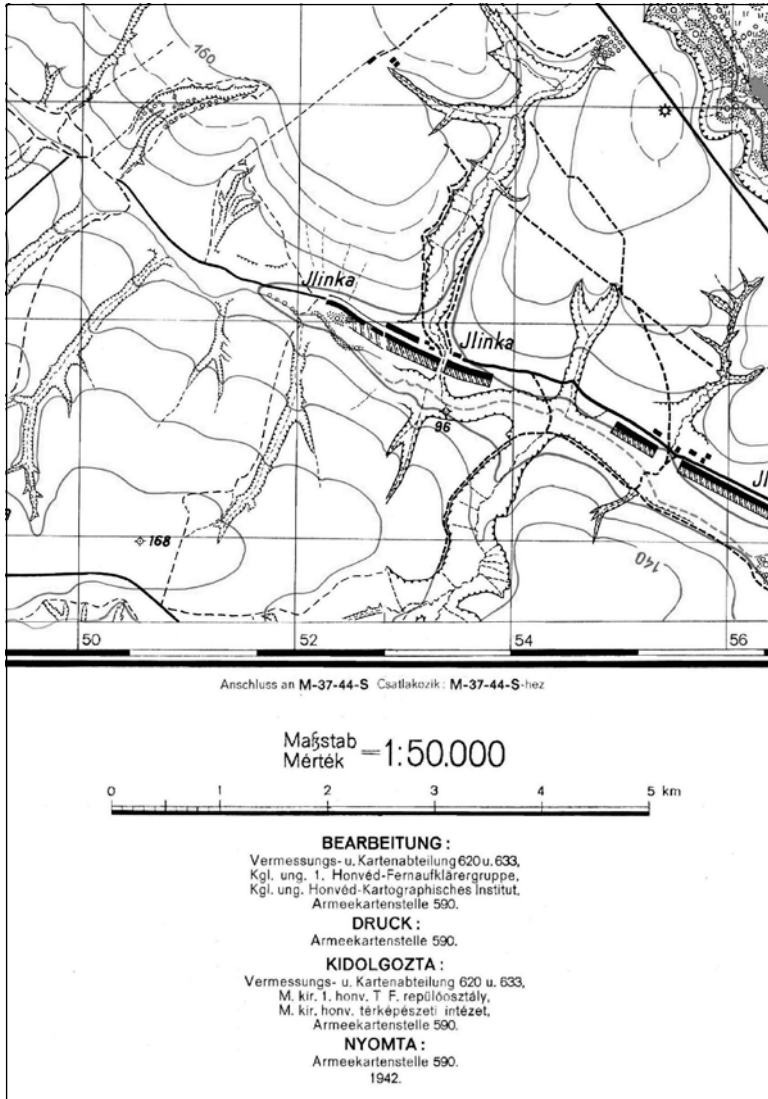 160
Jlinka
Jlinka
96
Jl
168
140
50
52
54
56
Anschluss an M-37-44-S Csatlakozik: M-37-44-S-hez
Maßstab
Mérték =1:50.000
0 1 2 3 4 5 km
BEARBEITUNG:
Vermessungs- u. Kartenabteilung 620 u. 633,
Kgl. ung. 1. Honvéd-Fernaufklärergruppe,
Kgl. ung. Honvéd-Kartographisches Institut,
Armeekartenstelle 590.
DRUCK:
Armeekartenstelle 590.
KIDOLGOZTA:
Vermessungs- u. Kartenabteilung 620 u. 633,
M. kir. 1. honv. T. F. repülőosztály,
M. kir. honv. térképészeti intézet,
Armeekartenstelle 590.
NYOMTA:
Armeekartenstelle 590.
1942.